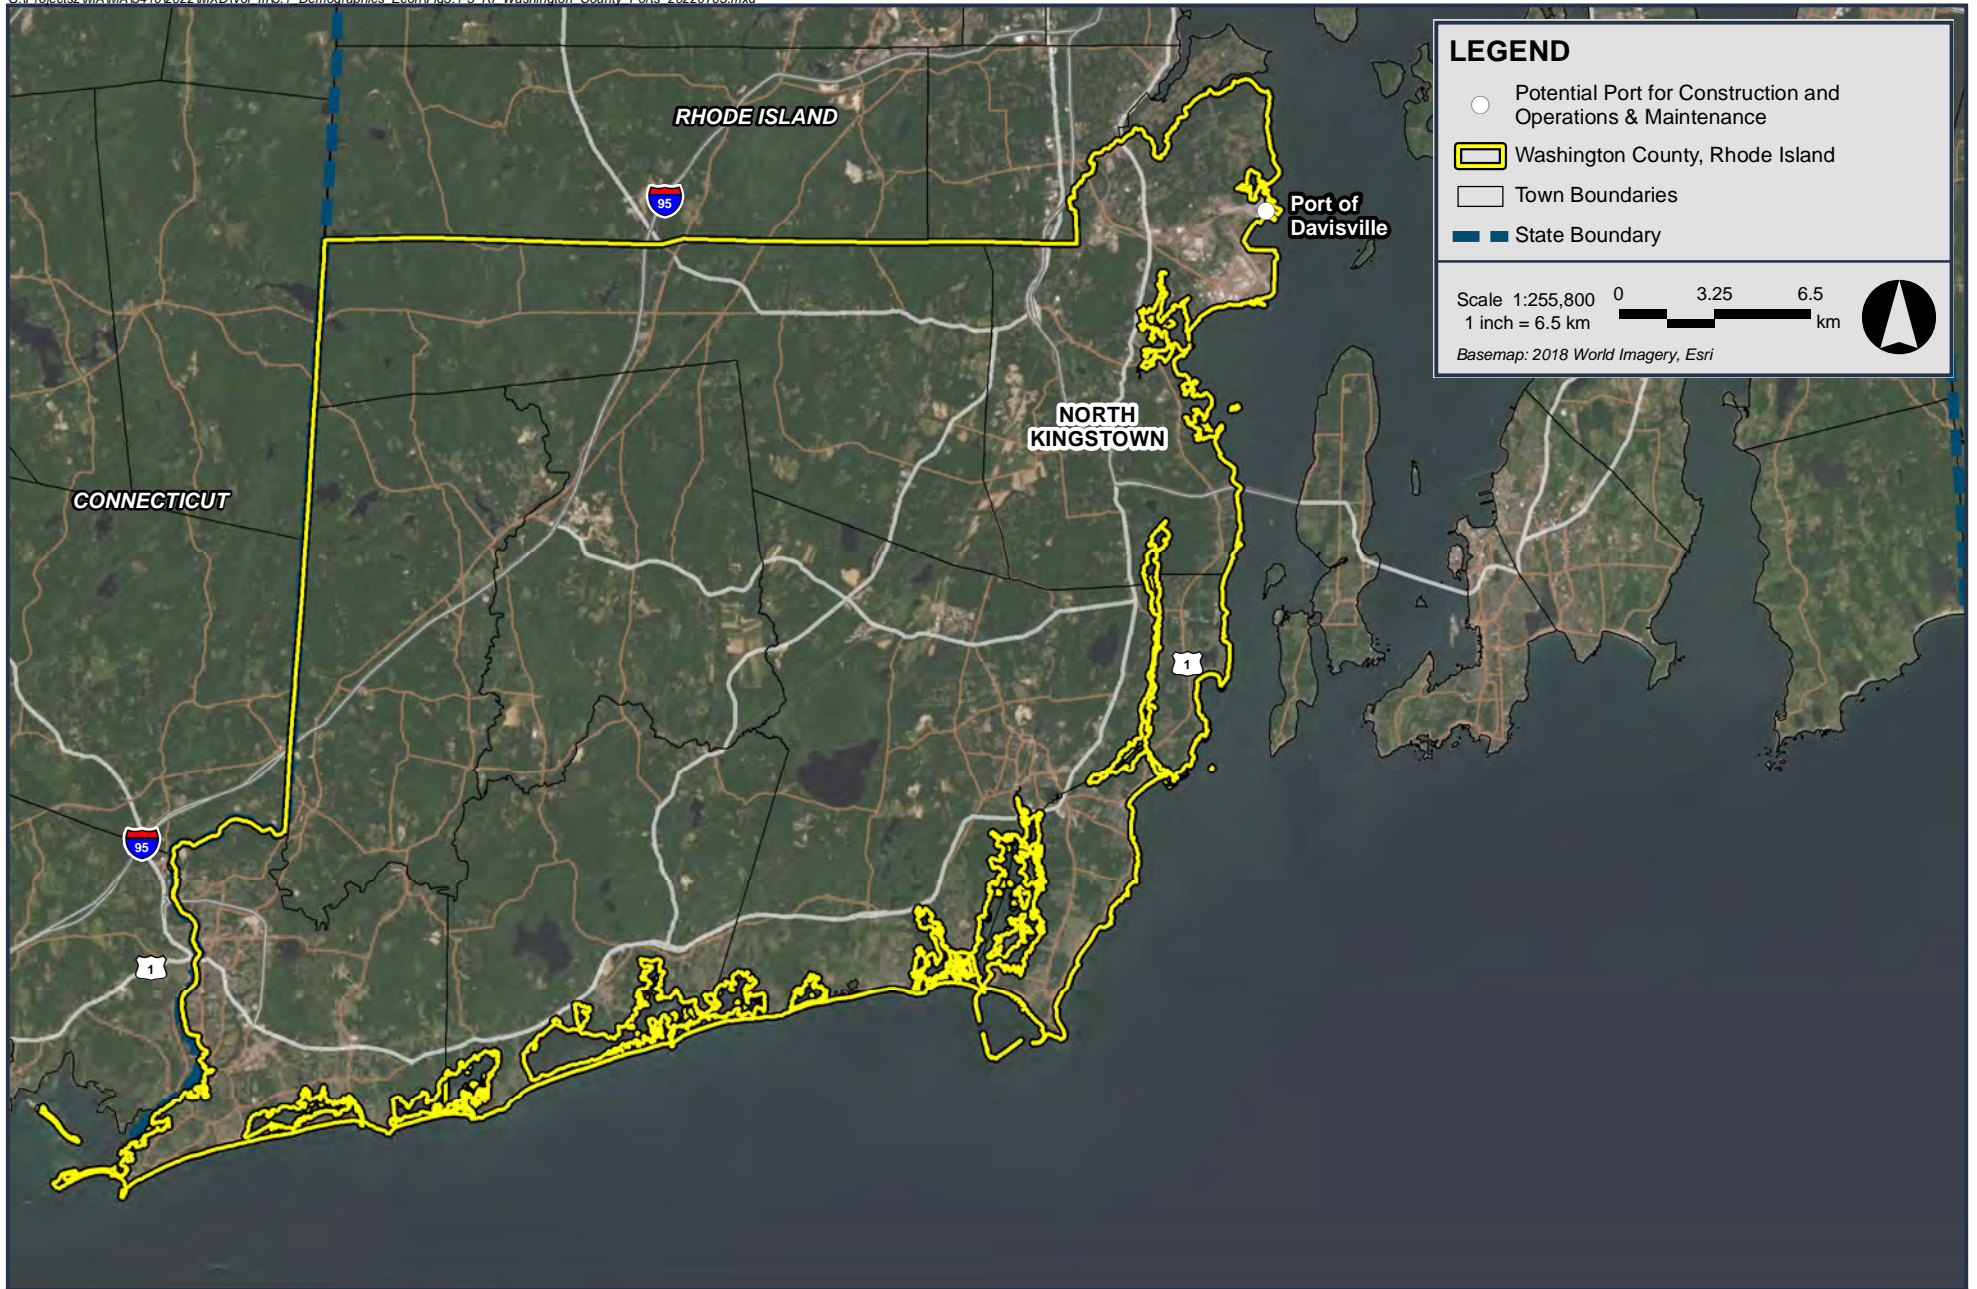 RHODE ISLAND
95
Port of
Davisville
NORTH
KINGSTOWN
CONNECTICUT
1
95
1
LEGEND
Potential Port for Construction and
Operations & Maintenance
Washington County, Rhode Island
Town Boundaries
State Boundary
Scale 1:255,800
1 inch = 6.5 km
0 3.25 6.5
km
Basemap: 2018 World Imagery, Esri